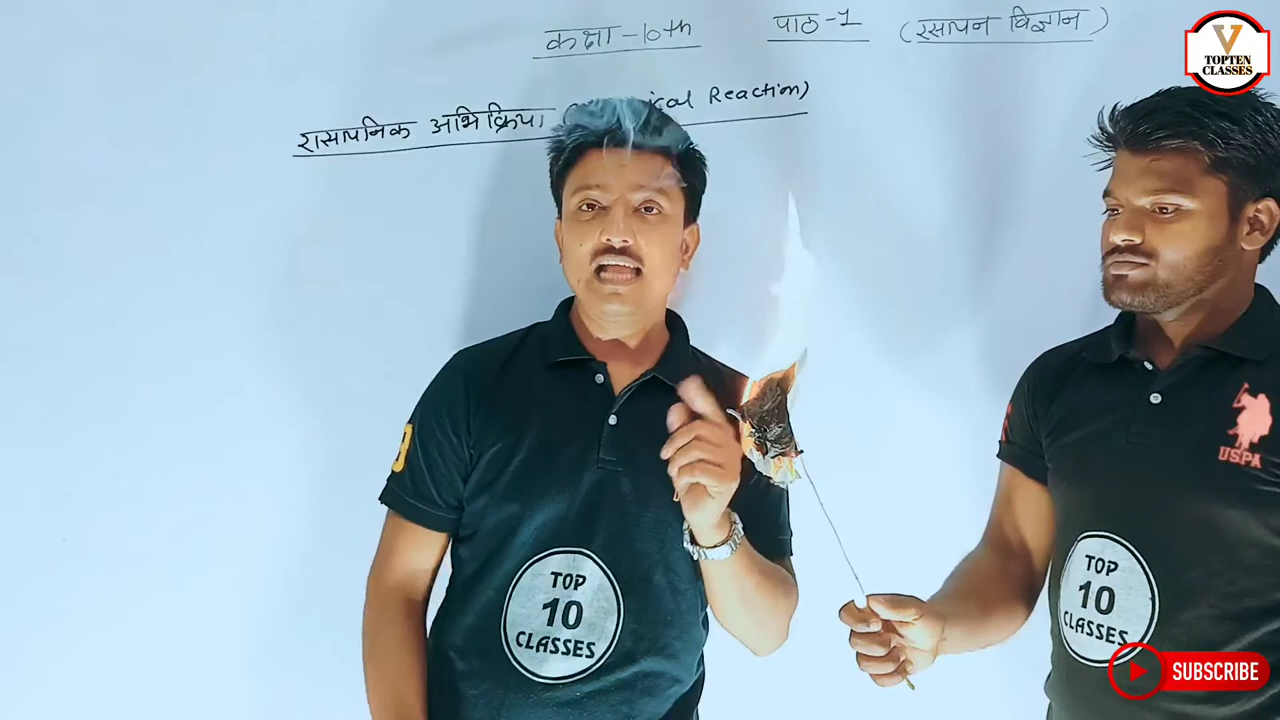 कक्षा-10th पाठ-1 (रसायन विज्ञान)
रासायनिक अभिक्रिया Reaction)
V
TOPTEN
CLASSES
USPA
TOP
10
CLASSES
TOP
10
CLASSES
SUBSCRIBE